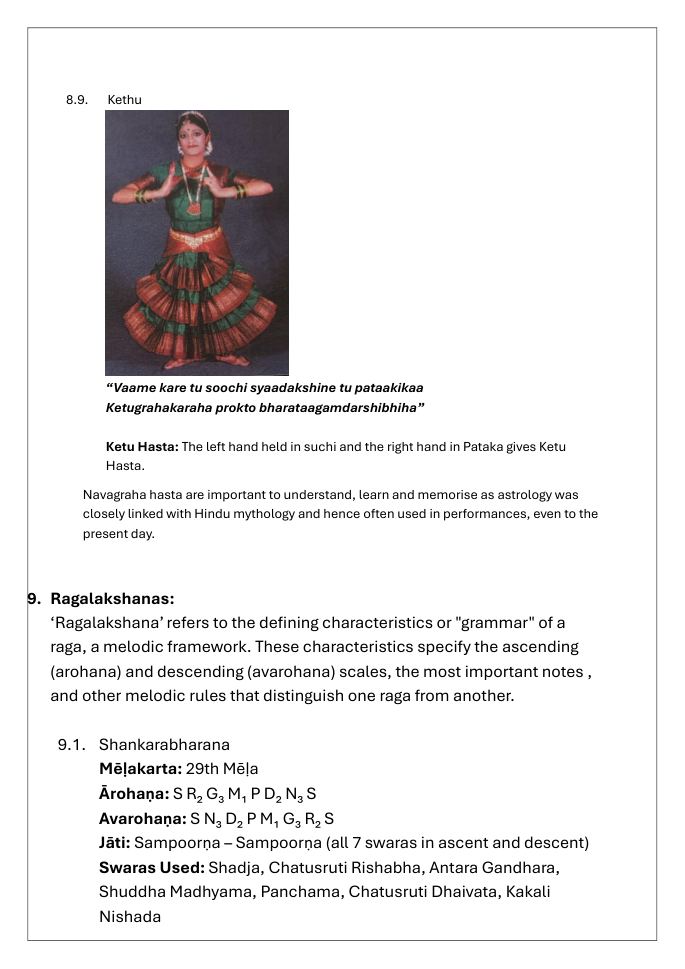 8.9. Kethu
“Vaame kare tu soochi syaadakshine tu pataakikaa
Ketugrahakaraha prokto bharataagamdarshibhiha”
Ketu Hasta: The left hand held in suchi and the right hand in Pataka gives Ketu
Hasta.
Navagraha hasta are important to understand, learn and memorise as astrology was
closely linked with Hindu mythology and hence often used in performances, even to the
present day.
9. Ragalakshanas:
‘Ragalakshana’ refers to the defining characteristics or "grammar" of a
raga, a melodic framework. These characteristics specify the ascending
(arohana) and descending (avarohana) scales, the most important notes ,
and other melodic rules that distinguish one raga from another.
9.1. Shankarabharana
Mēḷakarta: 29th Mēḷa
Ārohaṇa: S R₂ G₃ M₁ P D₂ N₃ S
Avarohaṇa: S N₃ D₂ P M₁ G₃ R₂ S
Jāti: Sampoorṇa – Sampoorṇa (all 7 swaras in ascent and descent)
Swaras Used: Shadja, Chatusruti Rishabha, Antara Gandhara,
Shuddha Madhyama, Panchama, Chatusruti Dhaivata, Kakali
Nishada